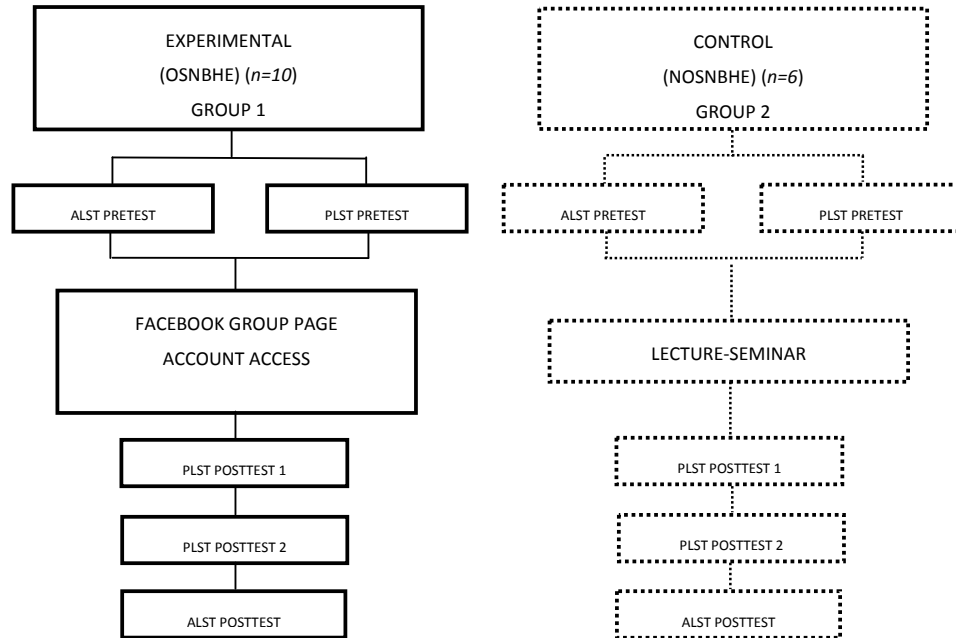 EXPERIMENTAL
(OSNBHE) (n=10)
GROUP 1
CONTROL
(NOSNBHE) (n=6)
GROUP 2
ALST PRETEST
PLST PRETEST
ALST PRETEST
PLST PRETEST
FACEBOOK GROUP PAGE
ACCOUNT ACCESS
LECTURE-SEMINAR
PLST POSTTEST 1
PLST POSTTEST 1
PLST POSTTEST 2
PLST POSTTEST 2
ALST POSTTEST
ALST POSTTEST